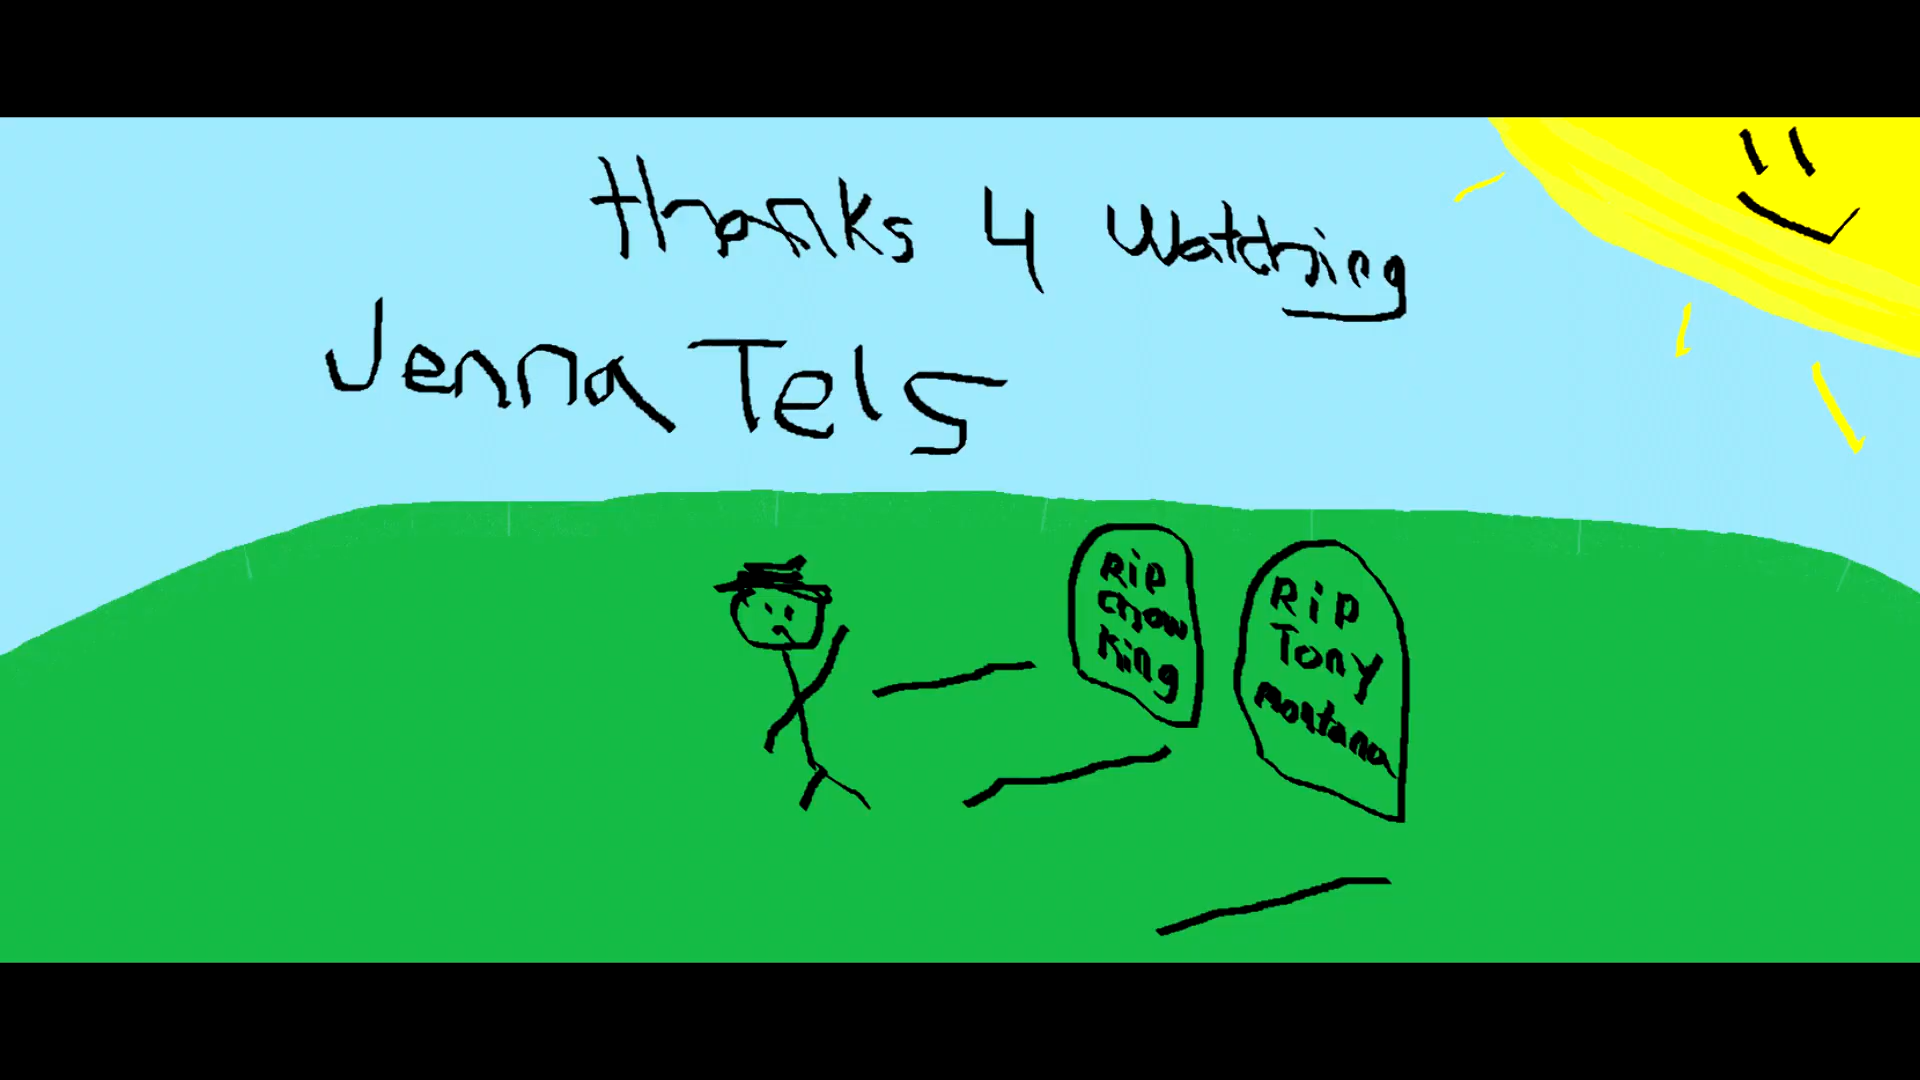 thanks 4 watching
Jenna Tels
Rip
Chow
King
Rip
Tony
montana